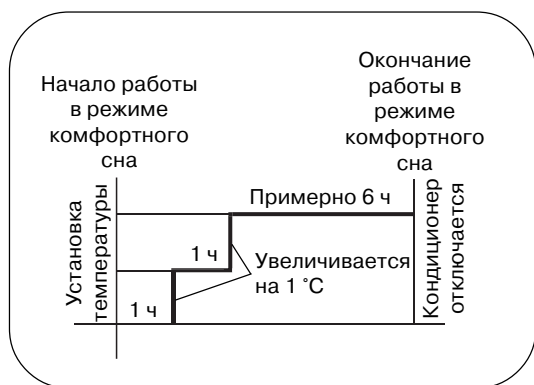 Начало работы
в режиме
комфортного
сна
Окончание
работы в
режиме
комфортного
сна
Установка
температуры
1 ч
1 ч
Примерно 6 ч
Увеличивается
на 1 °C
Кондиционер
отключается